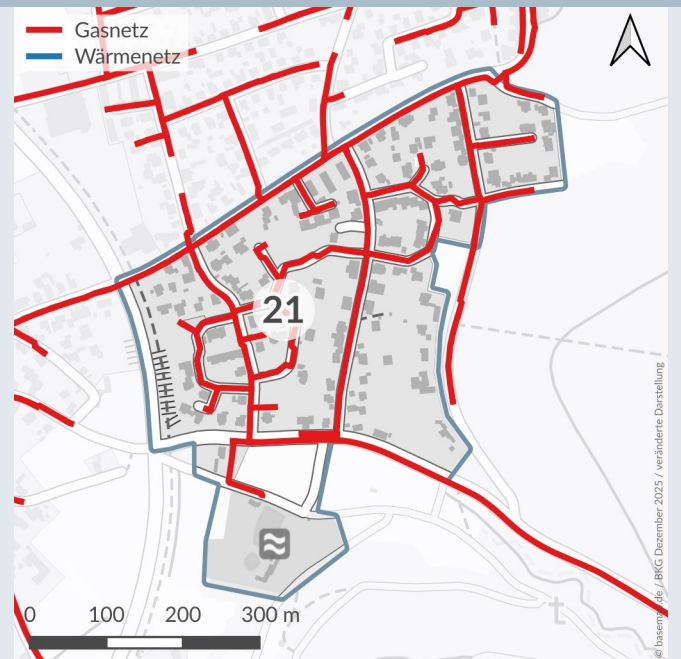 Gasnetz
Wärmenetz
21
0 100 200 300 m
© basemap.de / BKG Dezember 2025 / veränderte Darstellung